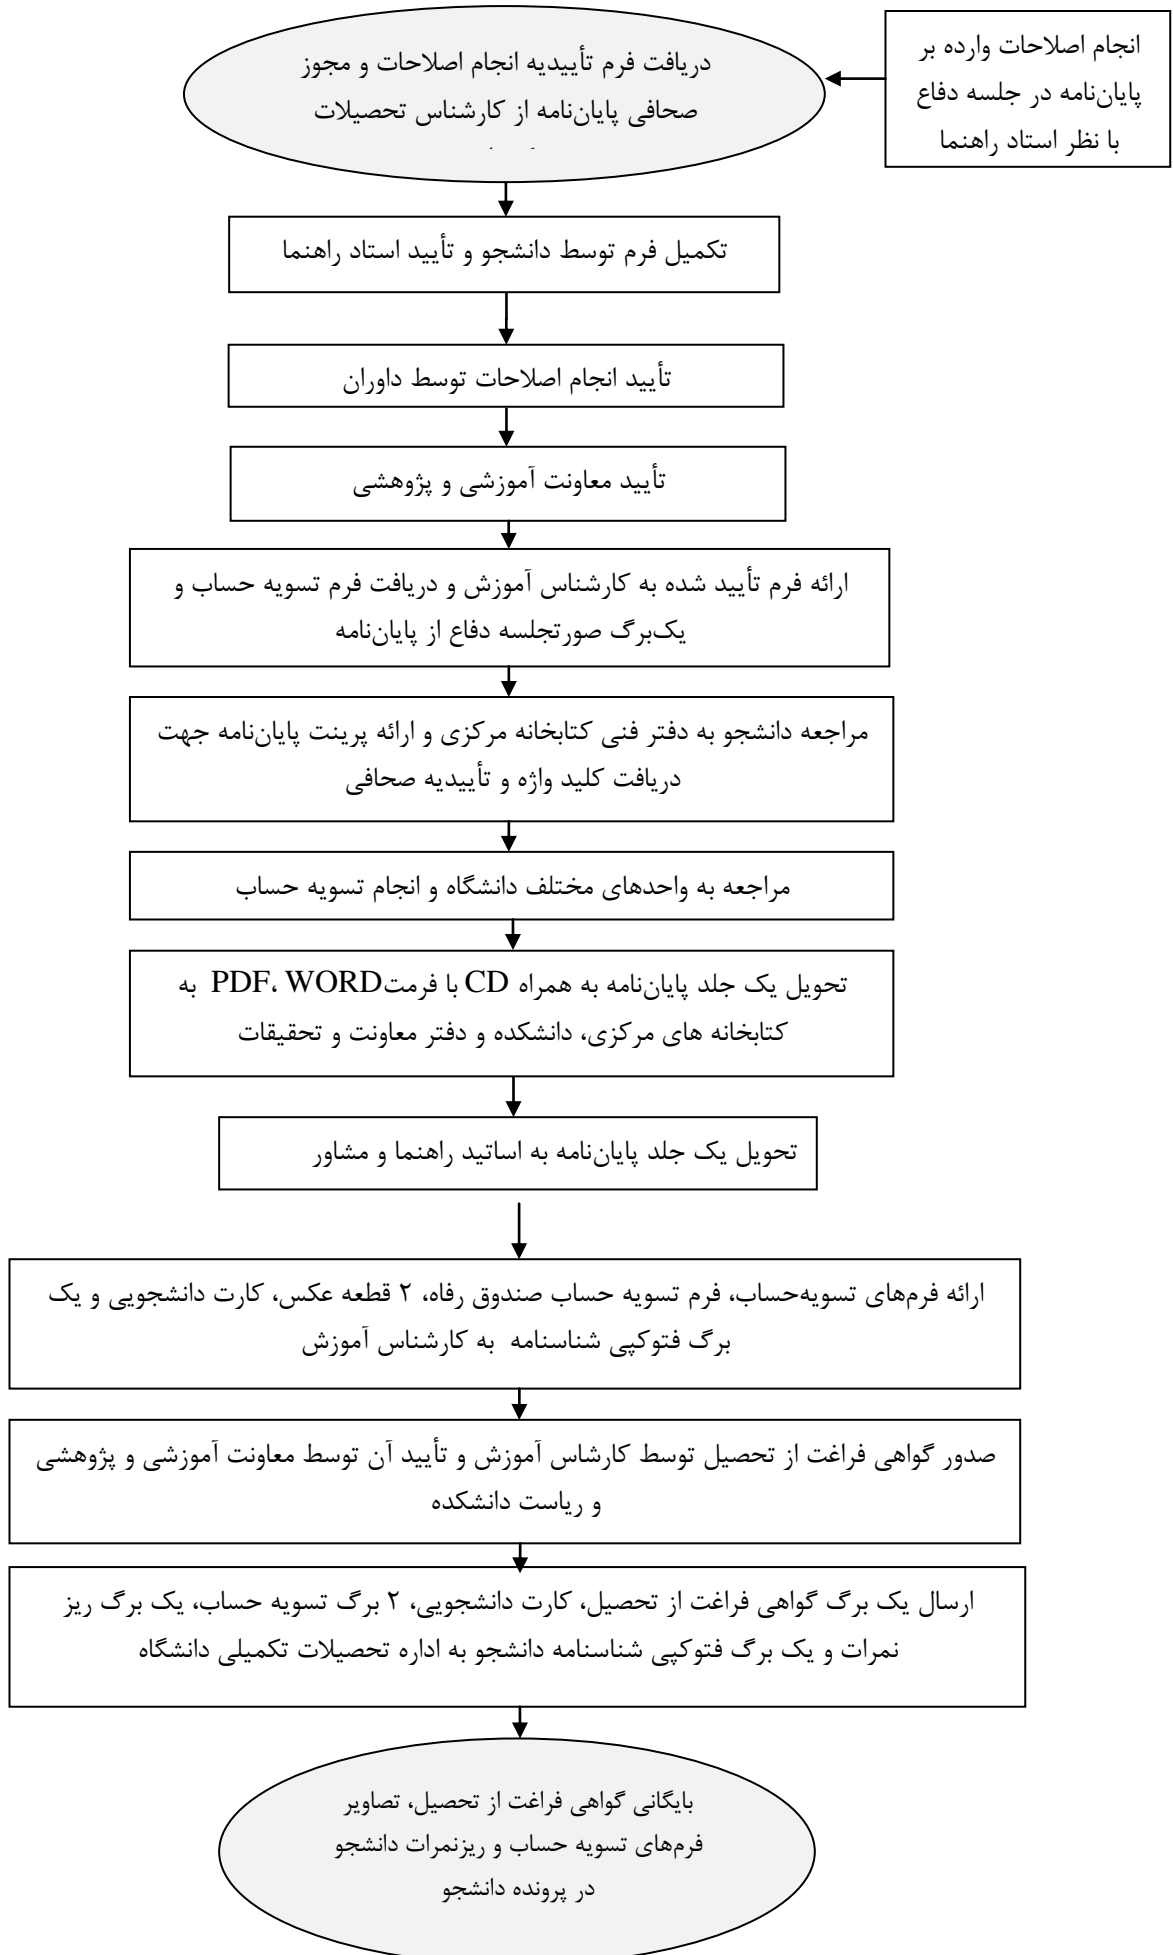 انجام اصلاحات وارده بر
پایان‌نامه در جلسه دفاع
با نظر استاد راهنما
دریافت فرم تأییدیه انجام اصلاحات و مجوز
صحافی پایان‌نامه از کارشناس تحصیلات
تکمیل فرم توسط دانشجو و تأیید استاد راهنما
تأیید انجام اصلاحات توسط داوران
تأیید معاونت آموزشی و پژوهشی
ارائه فرم تأیید شده به کارشناس آموزش و دریافت فرم تسویه حساب و
یک‌برگ صورتجلسه دفاع از پایان‌نامه
مراجعه دانشجو به دفتر فنی کتابخانه مرکزی و ارائه پرینت پایان‌نامه جهت
دریافت کلید واژه و تأییدیه صحافی
مراجعه به واحدهای مختلف دانشگاه و انجام تسویه حساب
تحویل یک جلد پایان‌نامه به همراه CD با فرمت PDF، WORD به
کتابخانه های مرکزی، دانشکده و دفتر معاونت و تحقیقات
تحویل یک جلد پایان‌نامه به اساتید راهنما و مشاور
ارائه فرم‌های تسویه‌حساب، فرم تسویه حساب صندوق رفاه، ۲ قطعه عکس، کارت دانشجویی و یک
برگ فتوکپی شناسنامه به کارشناس آموزش
صدور گواهی فراغت از تحصیل توسط کارشاس آموزش و تأیید آن توسط معاونت آموزشی و پژوهشی
و ریاست دانشکده
ارسال یک برگ گواهی فراغت از تحصیل، کارت دانشجویی، ۲ برگ تسویه حساب، یک برگ ریز
نمرات و یک برگ فتوکپی شناسنامه دانشجو به اداره تحصیلات تکمیلی دانشگاه
بایگانی گواهی فراغت از تحصیل، تصاویر
فرم‌های تسویه حساب و ریزنمرات دانشجو
در پرونده دانشجو